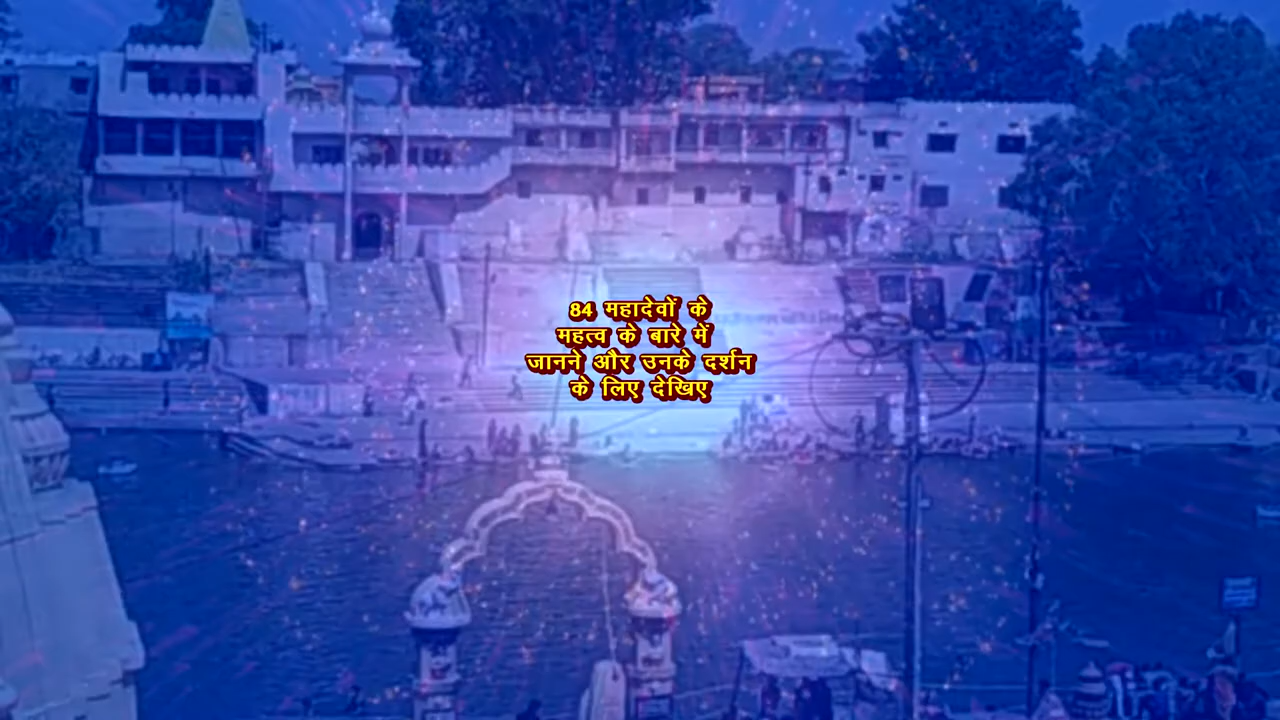 84 महादेवों के
महत्व के बारे में
जानने और उनके दर्शन
के लिए देखिए